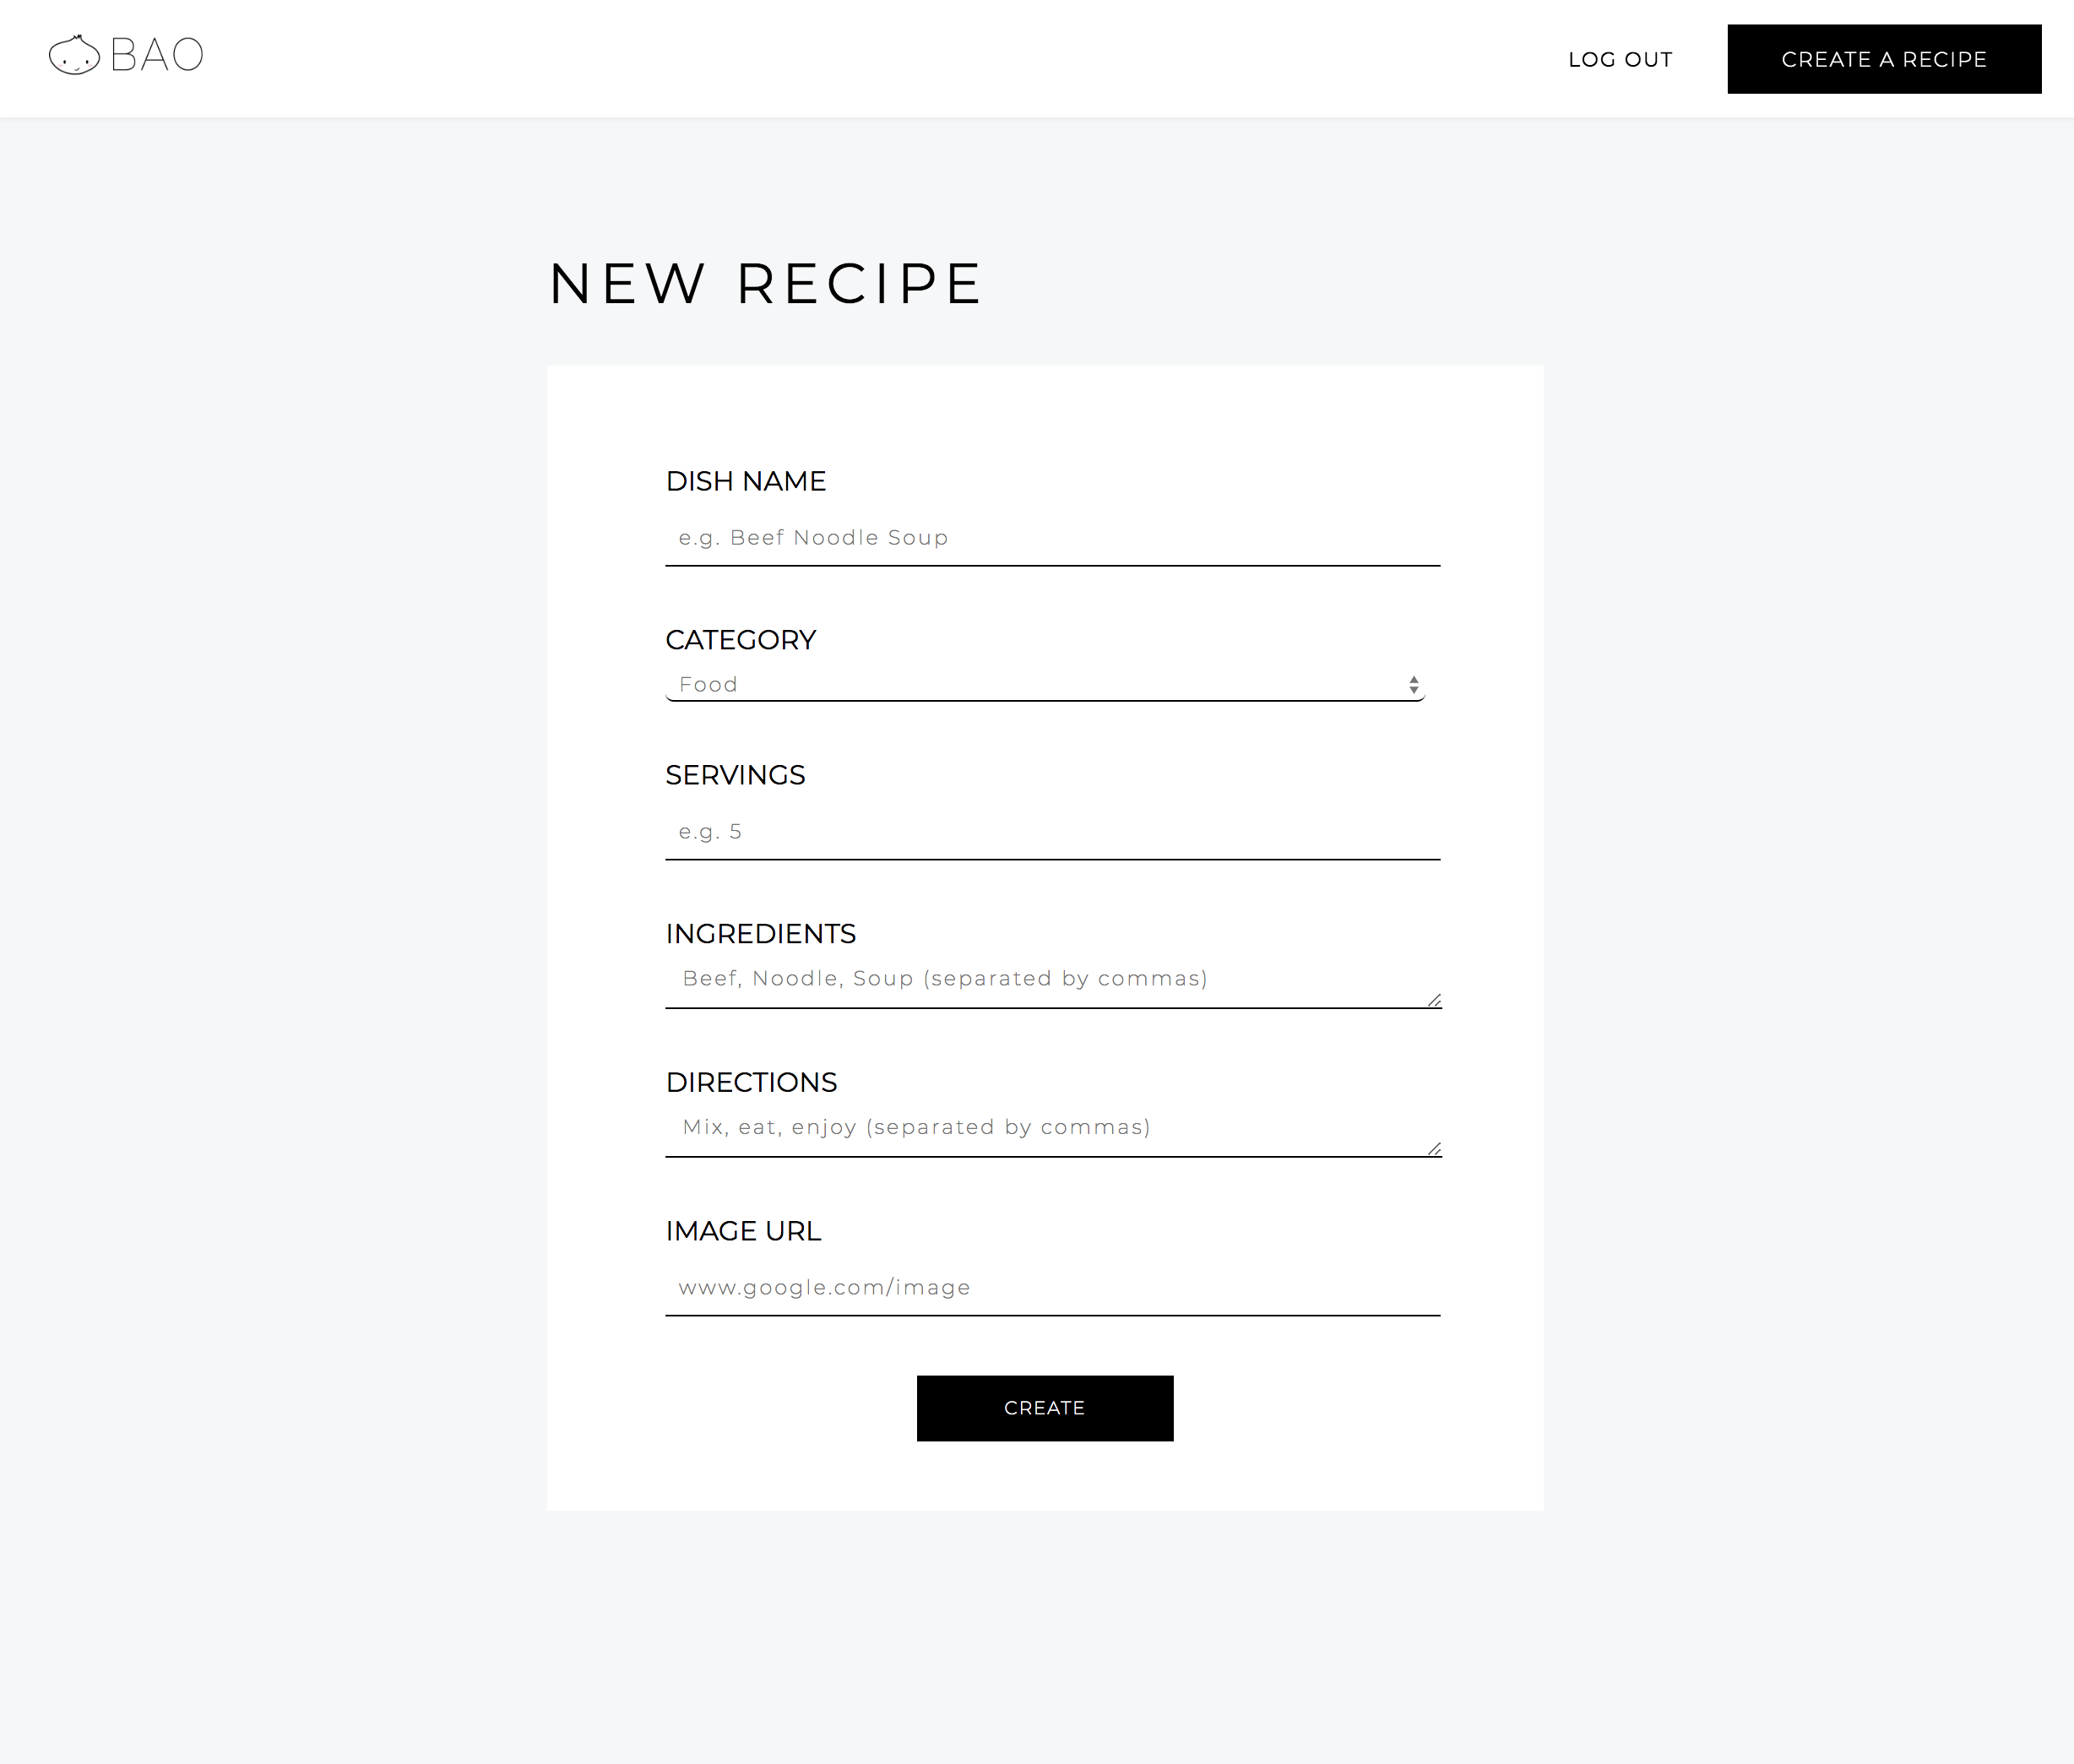 BAO
LOG OUT
CREATE A RECIPE
NEW RECIPE
DISH NAME
e.g. Beef Noodle Soup
CATEGORY
Food
SERVINGS
e.g. 5
INGREDIENTS
Beef, Noodle, Soup (separated by commas)
DIRECTIONS
Mix, eat, enjoy (separated by commas)
IMAGE URL
www.google.com/image
CREATE